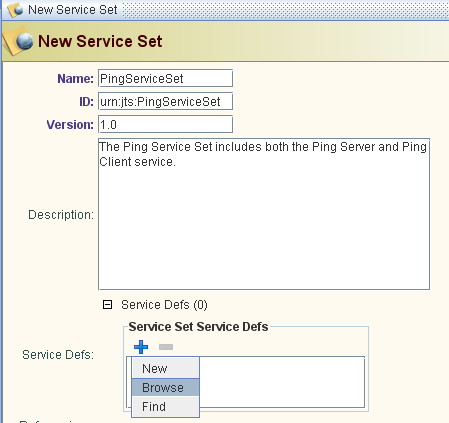 New Service Set
New Service Set
Name: PingServiceSet
ID: urn:jts:PingServiceSet
Version: 1.0
The Ping Service Set includes both the Ping Server and Ping
Client service.
Description:
Service Defs (0)
Service Set Service Defs
Service Defs:
New
Browse
Find